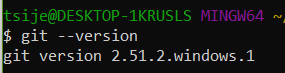 tsije@DESKTOP-1KRUSLS MINGW64 ~
$ git --version
git version 2.51.2.windows.1